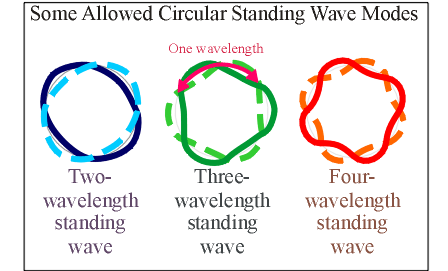 Some Allowed Circular Standing Wave Modes
One wavelength
Two-
wavelength
standing
wave
Three-
wavelength
standing
wave
Four-
wavelength
standing
wave